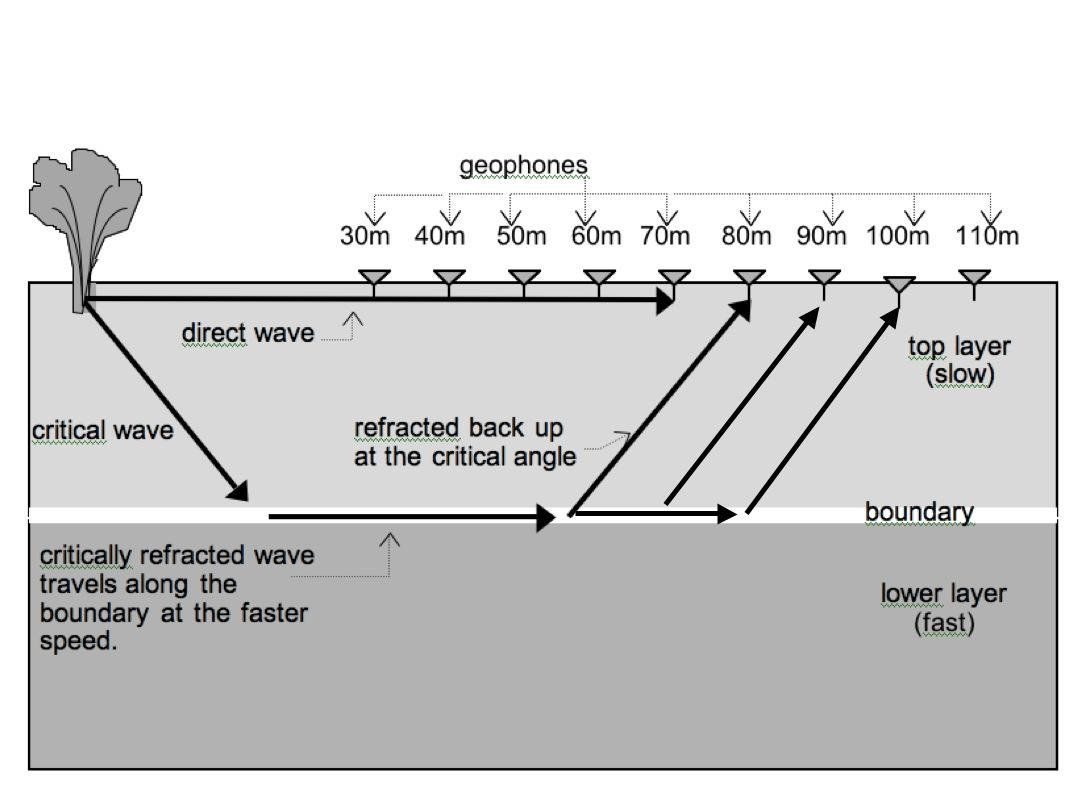 geophones
30m 40m 50m 60m 70m 80m 90m 100m 110m
direct wave
top layer
(slow)
critical wave
refracted back up
at the critical angle
boundary
critically refracted wave
travels along the
boundary at the faster
speed.
lower layer
(fast)